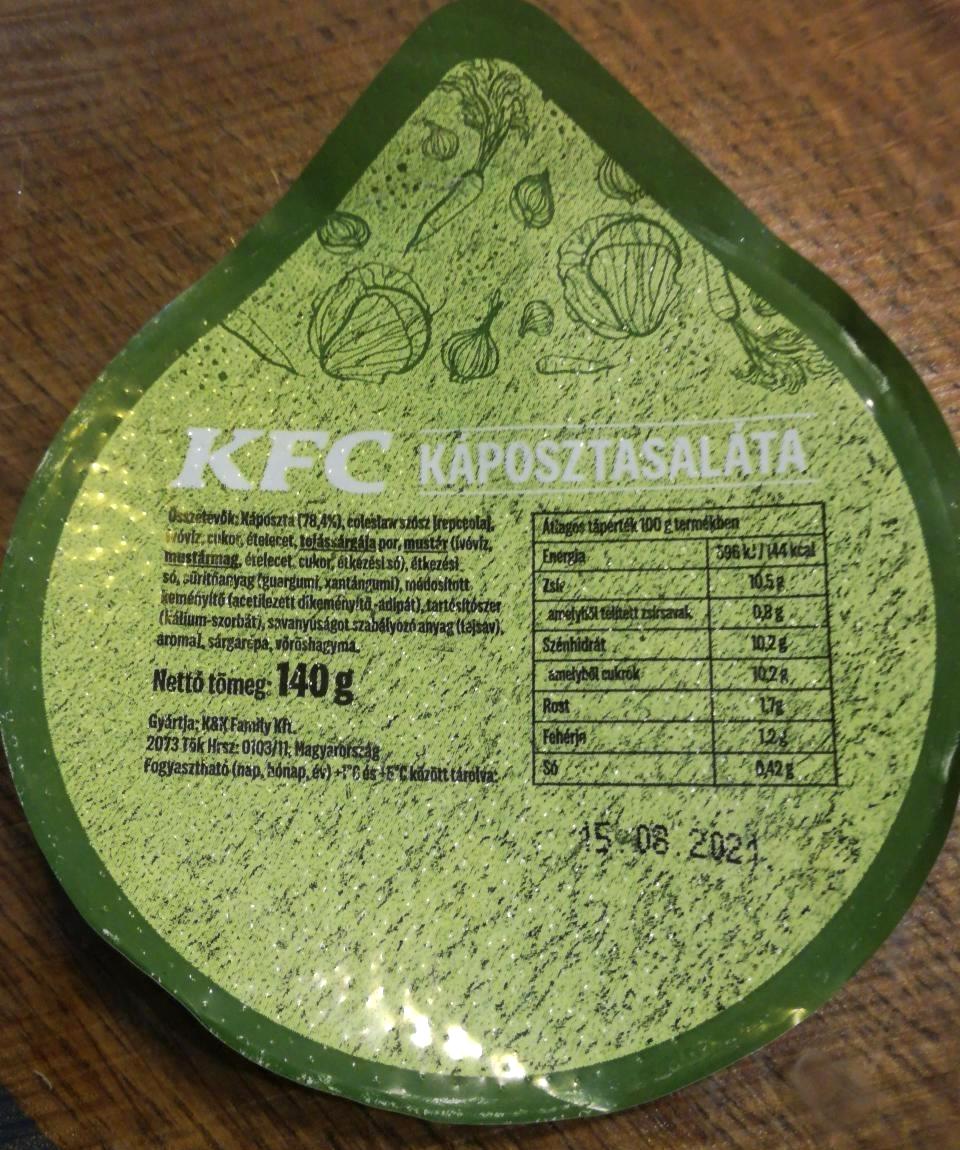 KFC KÁPOSZTASALÁTA
Összetevők: Káposzta (78,4%), coleslaw szósz [repceolaj,
ivóvíz, cukor, ételecet, tojássárgája por, mustár (ivóvíz,
mustármag, ételecet, cukor, étkezési só), étkezési
só, sűrítőanyag (guargumi, xantángumi), módosított
keményítő (acetilezett dikeményítő-adipát), tartósítószer
(kálium-szorbát), savanyúságot szabályozó anyag (tejsav),
aroma], sárgarépa, vöröshagyma.
Nettó tömeg: 140 g
Gyártja: K&K Family Kft.
2073 Tök Hrsz: 0103/11, Magyarország
Fogyasztható (nap, hónap, év) +1°C és +5°C között tárolva:
Átlagos tápérték 100 g termékben
Energia 596 kJ / 144 kcal
Zsír 10,5 g
amelyből telített zsírsavak 0,8 g
Szénhidrát 10,2 g
amelyből cukrok 10,2 g
Rost 1,7g
Fehérje 1,2 g
Só 0,42 g
15 08 2021